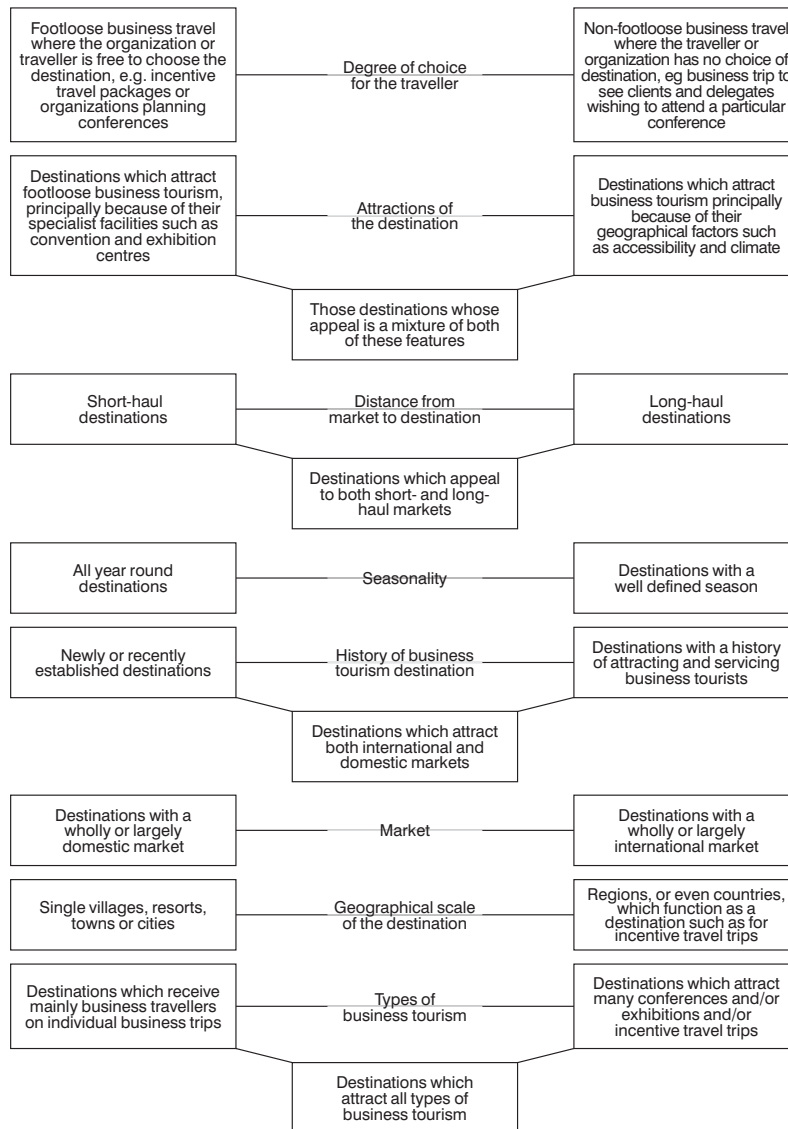 Footloose business travel
where the organization or
traveller is free to choose the
destination, e.g. incentive
travel packages or
organizations planning
conferences
Degree of choice
for the traveller
Non-footloose business travel
where the traveller or
organization has no choice of
destination, eg business trip to
see clients and delegates
wishing to attend a particular
conference
Destinations which attract
footloose business tourism,
principally because of their
specialist facilities such as
convention and exhibition
centres
Attractions of
the destination
Destinations which attract
business tourism principally
because of their
geographical factors such
as accessibility and climate
Those destinations whose
appeal is a mixture of both
of these features
Short-haul
destinations
Distance from
market to destination
Long-haul
destinations
Destinations which appeal
to both short- and long-
haul markets
All year round
destinations
Seasonality
Destinations with a
well defined season
Newly or recently
established destinations
History of business
tourism destination
Destinations with a history
of attracting and servicing
business tourists
Destinations which attract
both international and
domestic markets
Destinations with a
wholly or largely
domestic market
Market
Destinations with a
wholly or largely
international market
Single villages, resorts,
towns or cities
Geographical scale
of the destination
Regions, or even countries,
which function as a
destination such as for
incentive travel trips
Destinations which receive
mainly business travellers
on individual business trips
Types of
business tourism
Destinations which attract
many conferences and/or
exhibitions and/or
incentive travel trips
Destinations which
attract all types of
business tourism